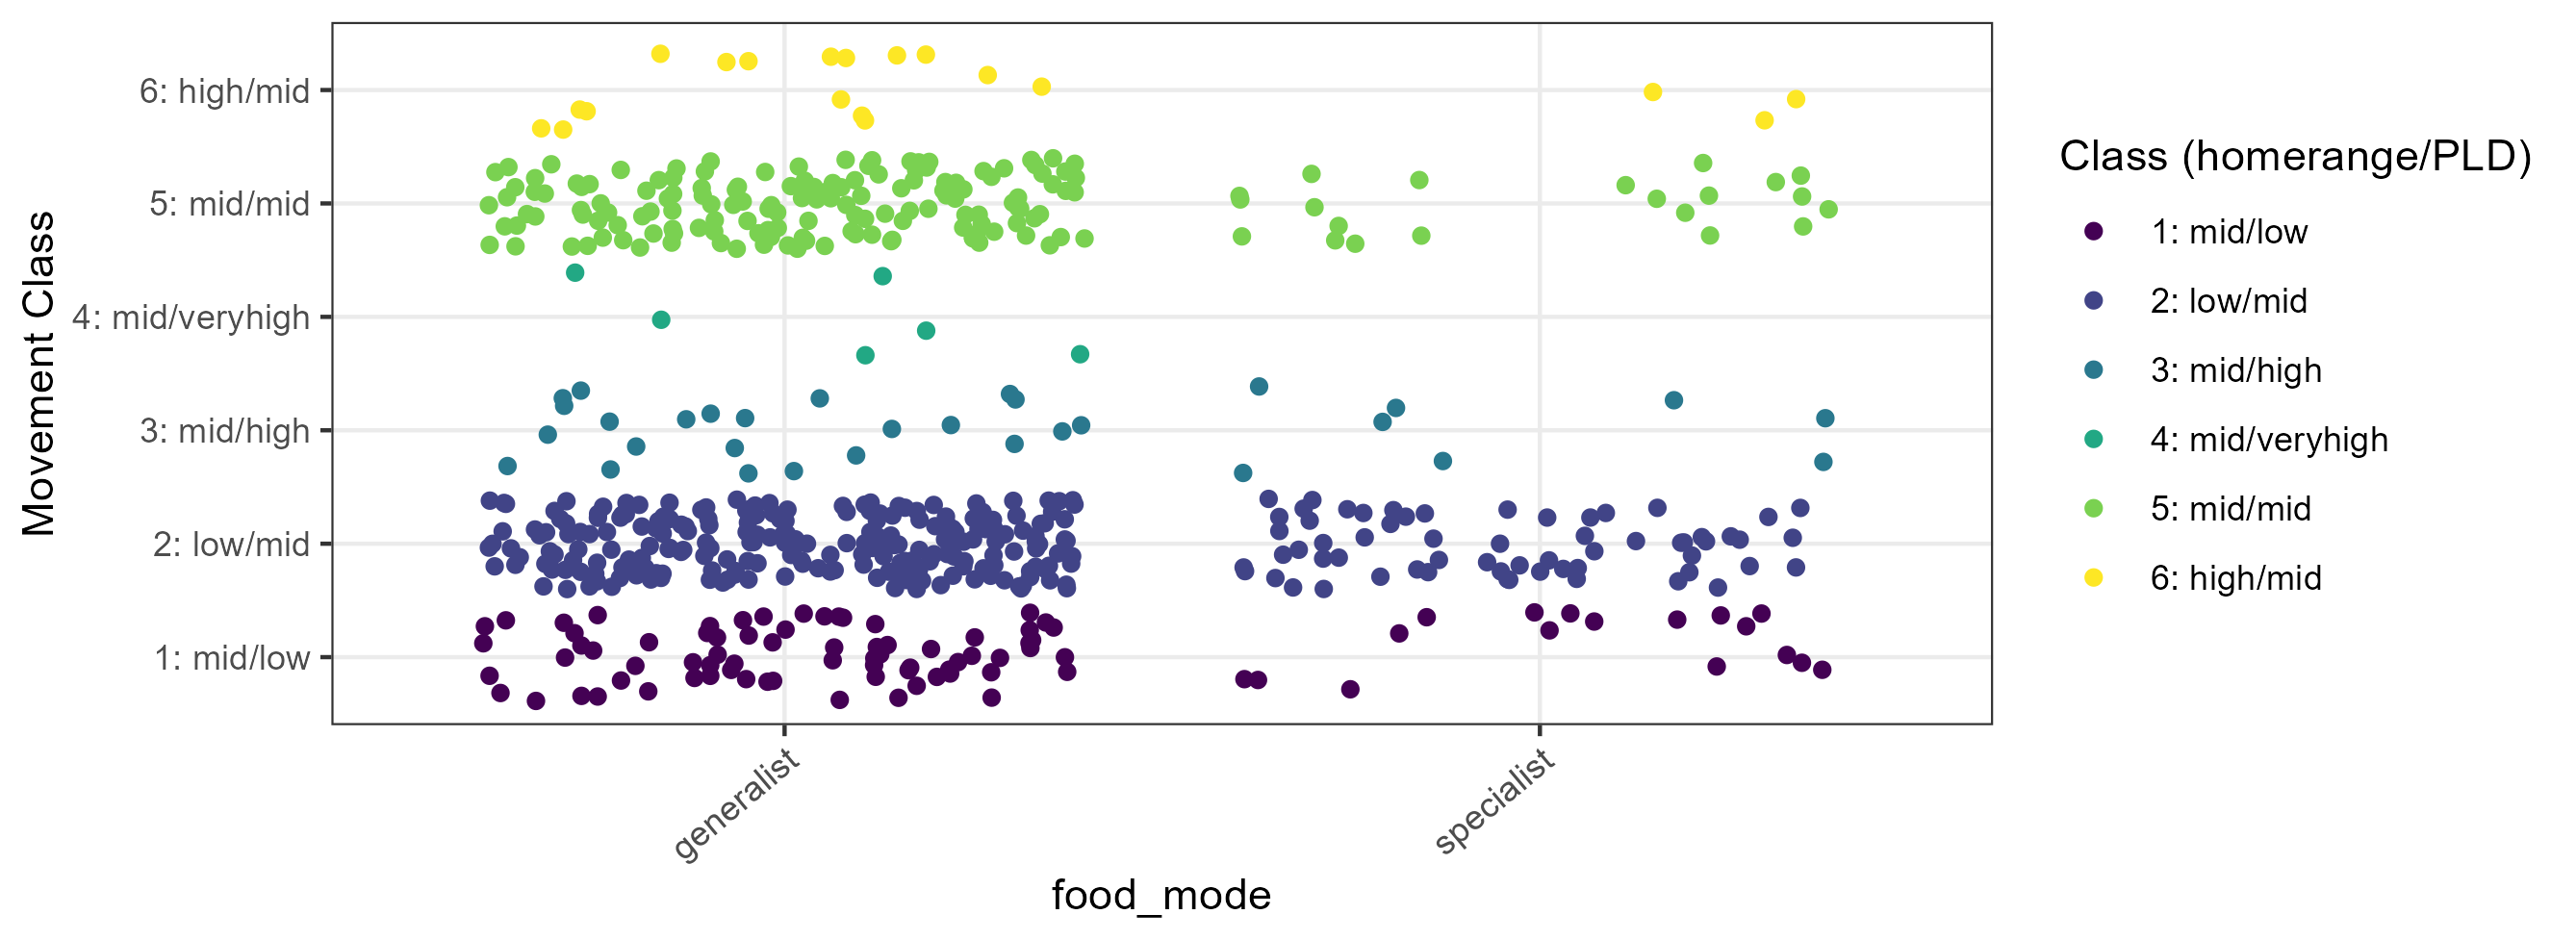 6: high/mid
5: mid/mid
4: mid/veryhigh
3: mid/high
2: low/mid
1: mid/low
Movement Class
generalist
specialist
food_mode
Class (homerange/PLD)
1: mid/low
2: low/mid
3: mid/high
4: mid/veryhigh
5: mid/mid
6: high/mid